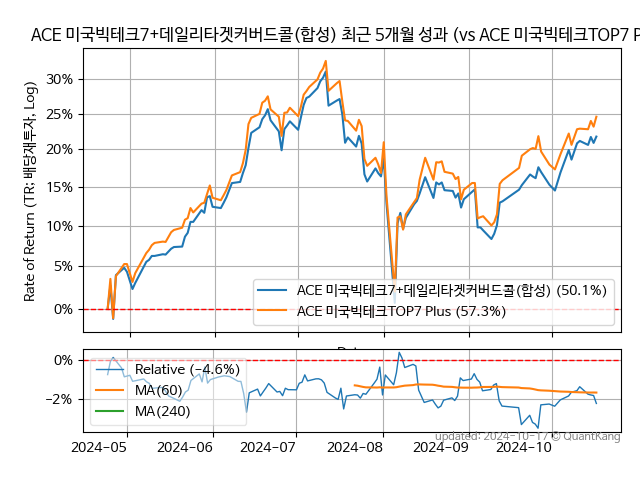 ACE 미국빅테크7+데일리타겟커버드콜(합성) 최근 5개월 성과 (vs ACE 미국빅테크TOP7 P
Rate of Return (TR: 배당재투자, Log)
30%
25%
20%
15%
10%
5%
0%
ACE 미국빅테크7+데일리타겟커버드콜(합성) (50.1%)
ACE 미국빅테크TOP7 Plus (57.3%)
0%
−2%
Relative (−4.6%)
MA(60)
MA(240)
2024−05
2024−06
2024−07
2024−08
2024−09
2024−10
updated: 2024−10−17 © QuantKang